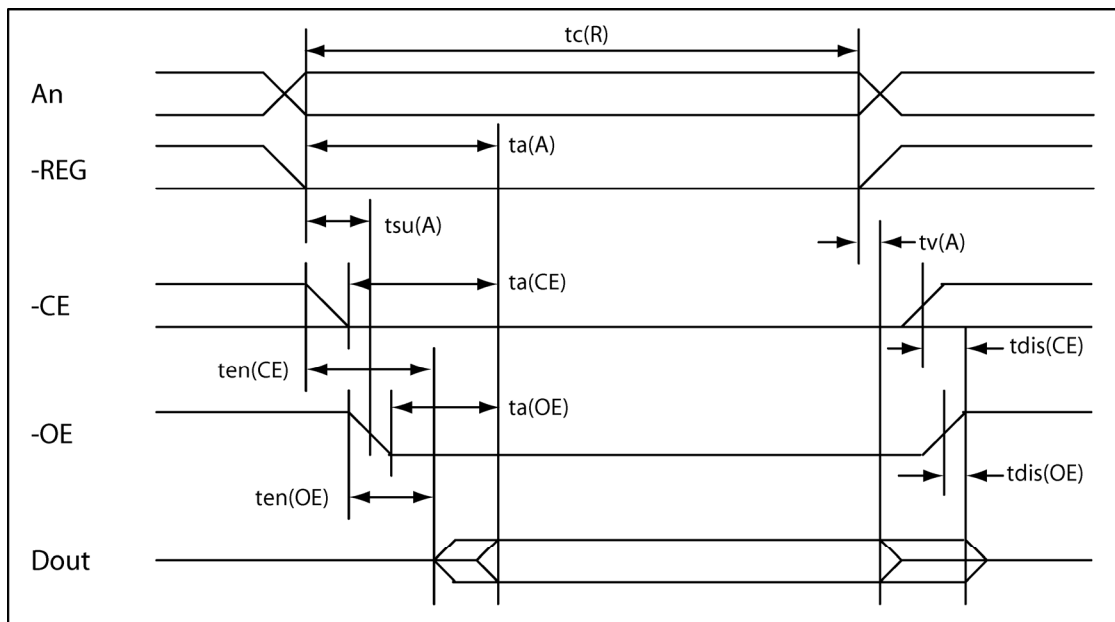 tc(R)
An
ta(A)
-REG
tsu(A)
tv(A)
ta(CE)
-CE
tdis(CE)
ten(CE)
ta(OE)
-OE
tdis(OE)
ten(OE)
Dout